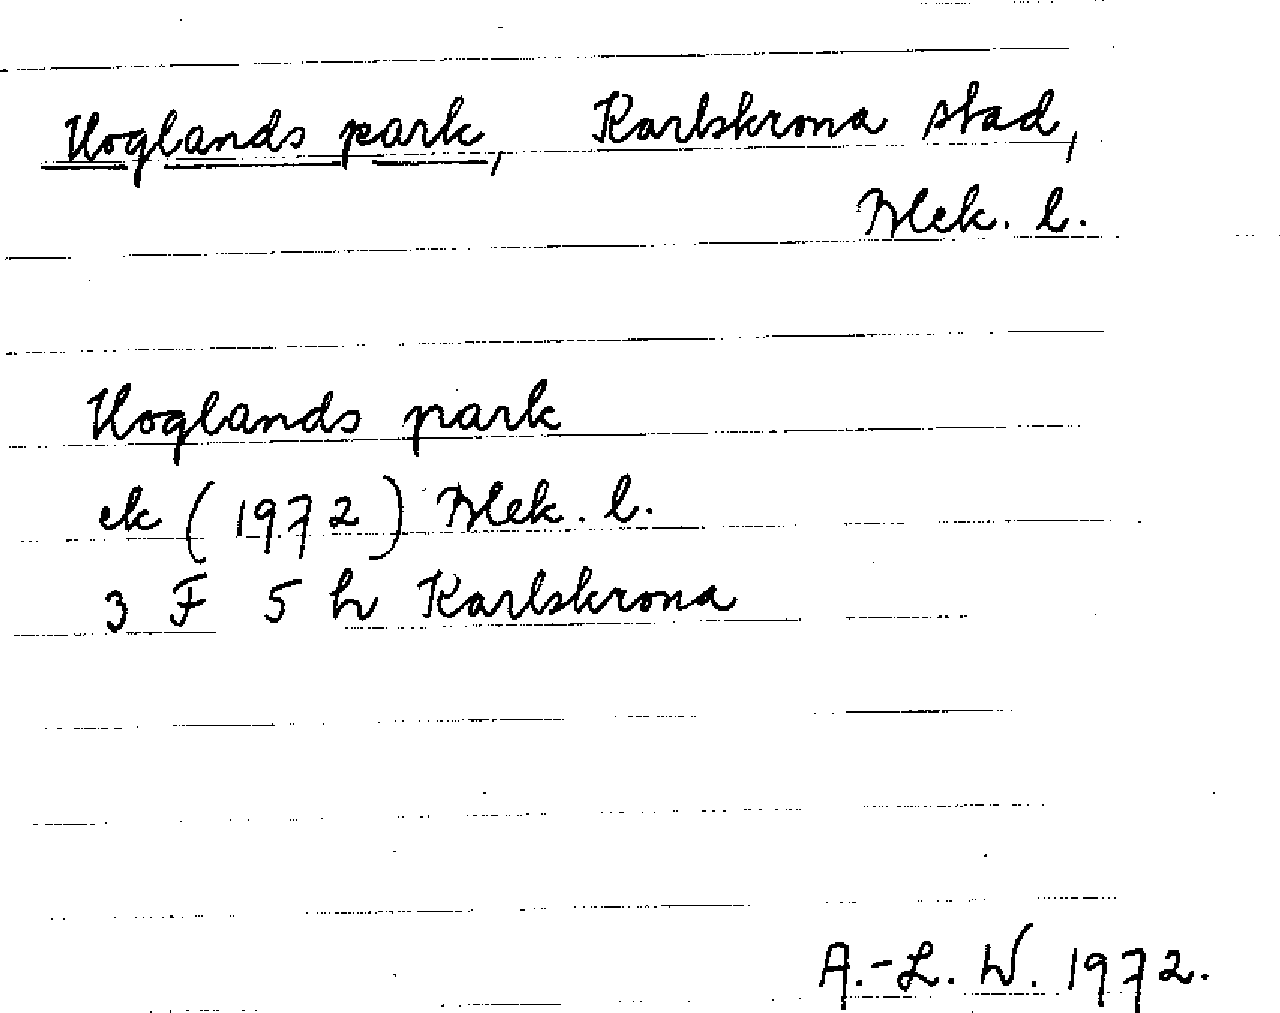 Hoglands park, Karlskrona stad,
Blek. l.
Hoglands park
ek (1972) Blek. l.
3 F 5 h Karlskrona
A.-L. W. 1972.